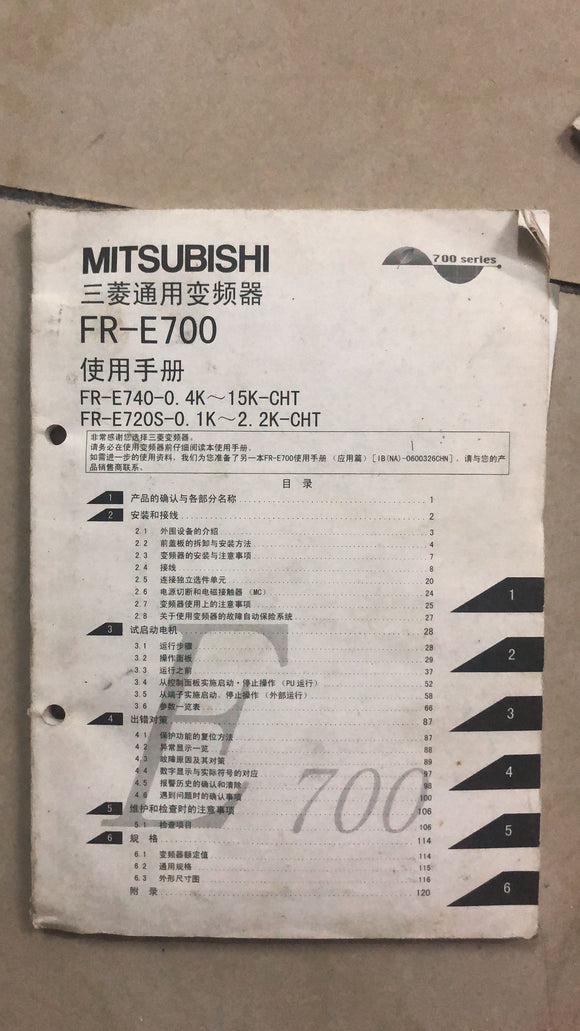 700 series
MITSUBISHI
三菱通用变频器
FR-E700
使用手册
FR-E740-0.4K～15K-CHT
FR-E720S-0.1K～2.2K-CHT
非常感谢您选择三菱变频器。
请务必在使用变频器前仔细阅读本使用手册。
如需进一步的使用资料，我们为您准备了另一本FR-E700使用手册（应用篇）［IB(NA)-0600326CHN］，请与您的产
品销售商联系。
目 录
1 产品的确认与各部分名称 1
2 安装和接线 2
2.1 外围设备的介绍 3
2.2 前盖板的拆卸与安装方法 4
2.3 变频器的安装与注意事项 7
2.4 接线 8
2.5 连接独立选件单元 20
2.6 电源切断和电磁接触器（MC） 24
2.7 变频器使用上的注意事项 25
2.8 关于使用变频器的故障自动保险系统 27
3 试启动电机 28
3.1 运行步骤 28
3.2 操作面板 29
3.3 运行之前 37
3.4 从控制面板实施启动・停止操作（PU运行） 52
3.5 从端子实施启动、停止操作（外部运行） 58
3.6 参数一览表 66
4 出错对策 87
4.1 保护功能的复位方法 87
4.2 异常显示一览 88
4.3 故障原因及其对策 89
4.4 数字显示与实际符号的对应 97
4.5 报警历史的确认和清除 98
4.6 遇到问题时的确认事项 100
5 维护和检查时的注意事项 106
5.1 检查项目 106
6 规 格 114
6.1 变频器额定值 114
6.2 通用规格 115
6.3 外形尺寸图 116
附 录 120
E 700
1
2
3
4
5
6